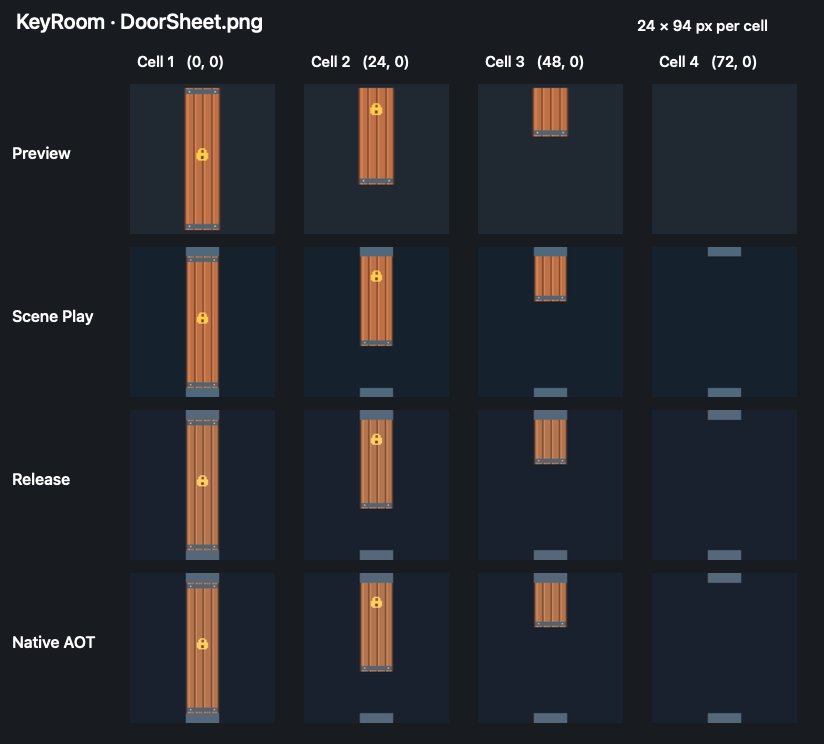 KeyRoom · DoorSheet.png
24 × 94 px per cell
Cell 1 (0, 0)
Cell 2 (24, 0)
Cell 3 (48, 0)
Cell 4 (72, 0)
Preview
Scene Play
Release
Native AOT